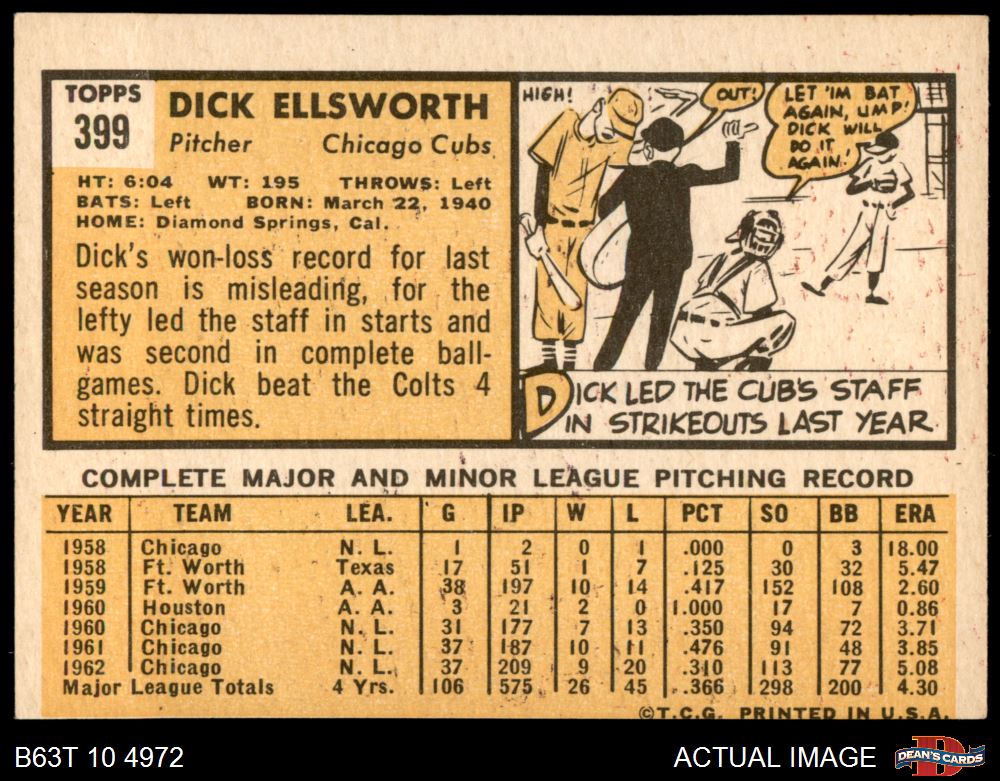 TOPPS
399
DICK ELLSWORTH
Pitcher Chicago Cubs
HT: 6:04 WT: 195 THROWS: Left
BATS: Left BORN: March 22, 1940
HOME: Diamond Springs, Cal.
Dick's won-loss record for last
season is misleading, for the
lefty led the staff in starts and
was second in complete ball-
games. Dick beat the Colts 4
straight times.
HIGH!
OUT!
LET 'IM BAT
AGAIN, UMP!
DICK WILL
DO IT
AGAIN!
DICK LED THE CUB'S STAFF
IN STRIKEOUTS LAST YEAR
COMPLETE MAJOR AND MINOR LEAGUE PITCHING RECORD
YEAR TEAM LEA. G IP W L PCT SO BB ERA
1958 Chicago N. L. 1 2 0 1 .000 0 3 18.00
1958 Ft. Worth Texas 17 51 1 7 .125 30 32 5.47
1959 Ft. Worth A. A. 38 197 10 14 .417 152 108 2.60
1960 Houston A. A. 3 21 2 0 1.000 17 7 0.86
1960 Chicago N. L. 31 177 7 13 .350 94 72 3.71
1961 Chicago N. L. 37 187 10 11 .476 91 48 3.85
1962 Chicago N. L. 37 209 9 20 .310 113 77 5.08
Major League Totals 4 Yrs. 106 575 26 45 .366 298 200 4.30
©T.C.G. PRINTED IN U.S.A.
B63T 10 4972 ACTUAL IMAGE DEAN'S CARDS